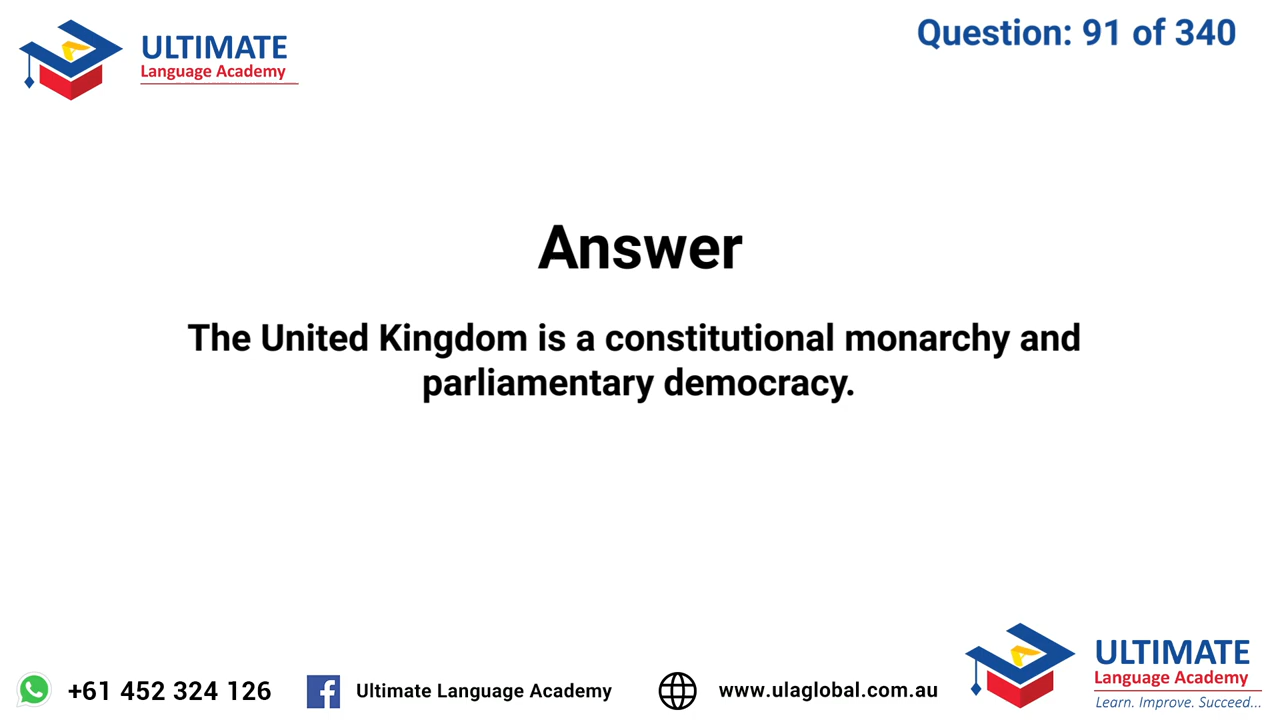 ULTIMATE
Language Academy
Question: 91 of 340
Answer
The United Kingdom is a constitutional monarchy and
parliamentary democracy.
+61 452 324 126
Ultimate Language Academy
www.ulaglobal.com.au
ULTIMATE
Language Academy
Learn. Improve. Succeed...